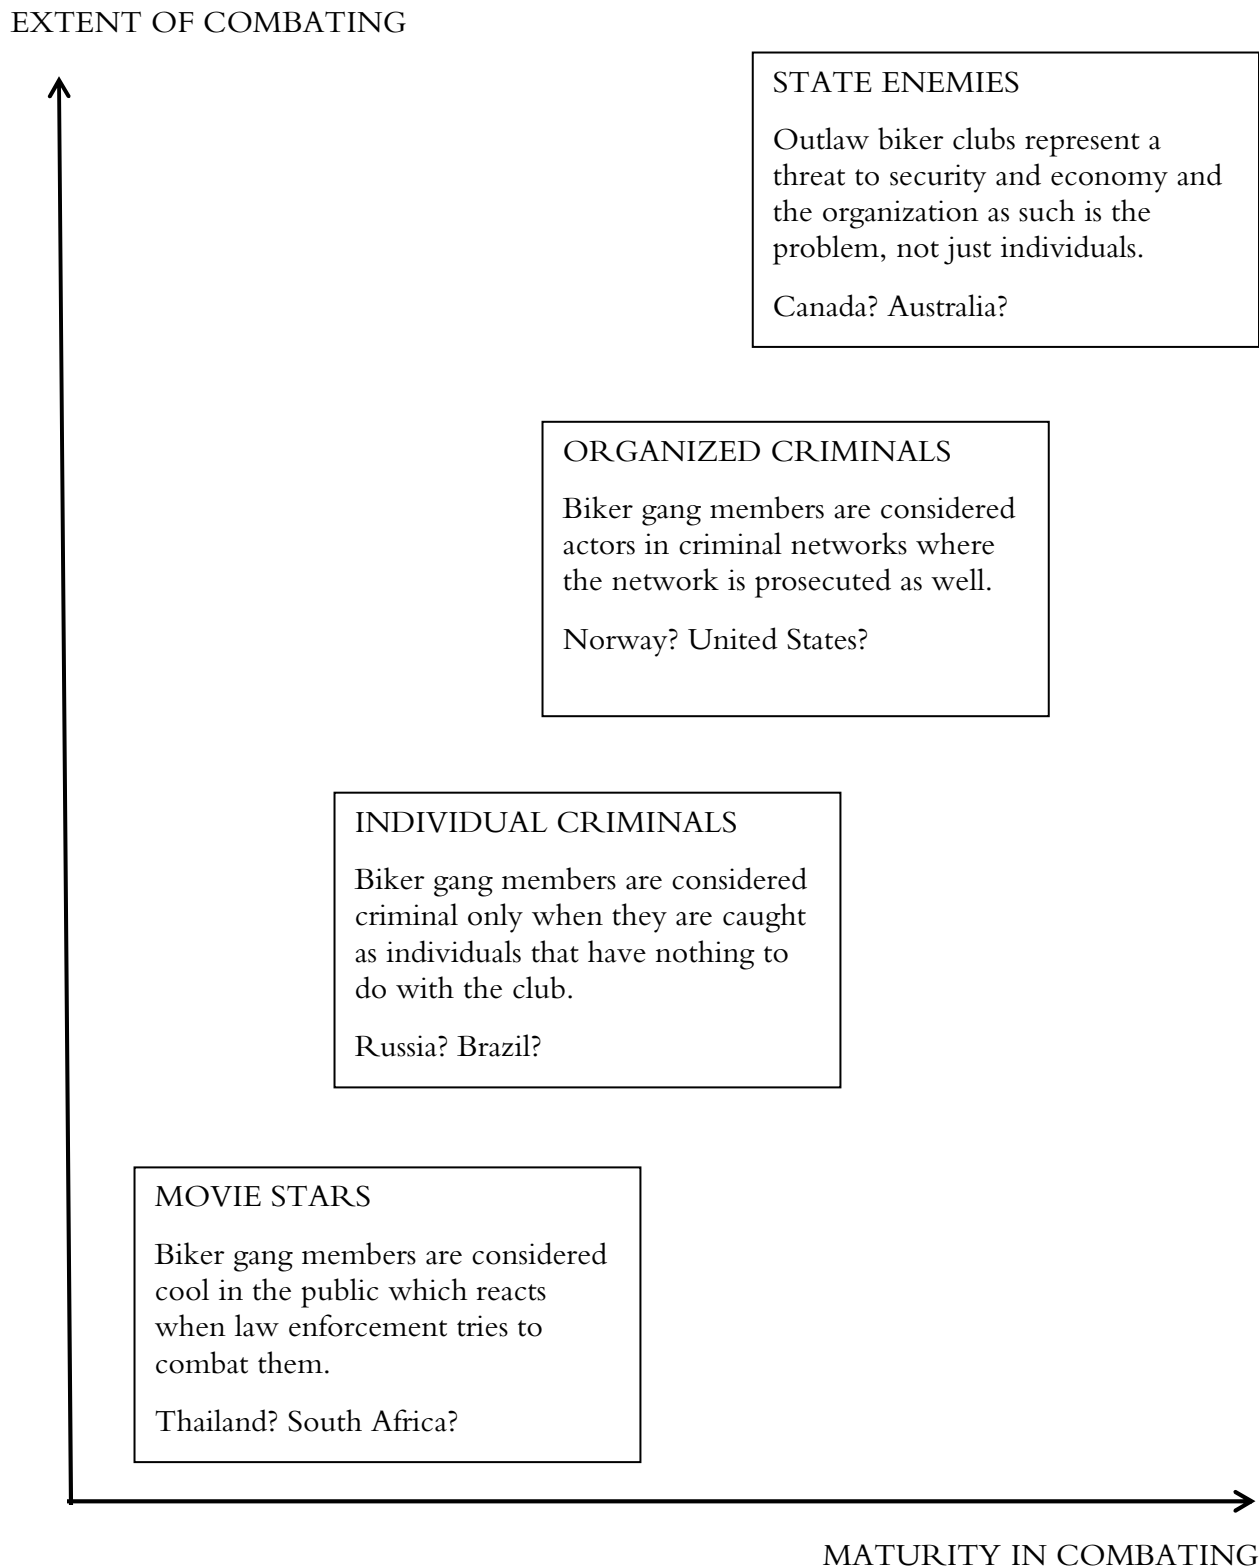 EXTENT OF COMBATING
STATE ENEMIES
Outlaw biker clubs represent a
threat to security and economy and
the organization as such is the
problem, not just individuals.
Canada? Australia?
ORGANIZED CRIMINALS
Biker gang members are considered
actors in criminal networks where
the network is prosecuted as well.
Norway? United States?
INDIVIDUAL CRIMINALS
Biker gang members are considered
criminal only when they are caught
as individuals that have nothing to
do with the club.
Russia? Brazil?
MOVIE STARS
Biker gang members are considered
cool in the public which reacts
when law enforcement tries to
combat them.
Thailand? South Africa?
MATURITY IN COMBATING